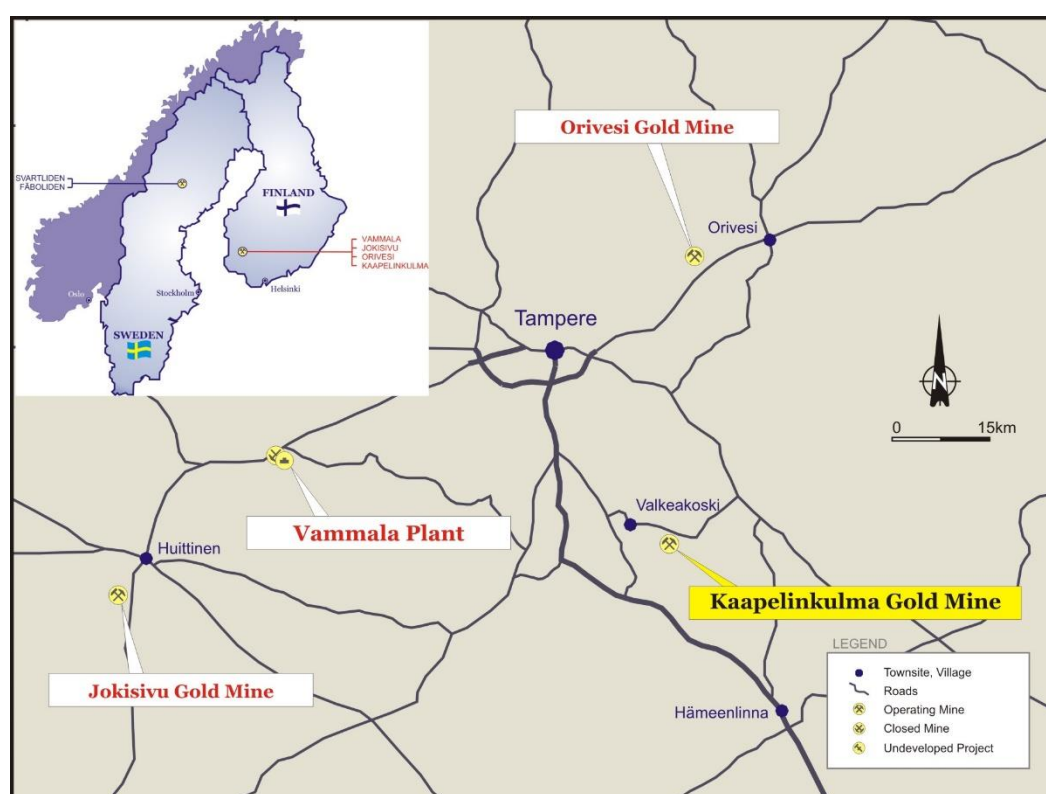 SVARTLIDEN
FÄBOLIDEN
FINLAND
VAMMALA
JOKISIVU
ORIVESI
KAAPELINKULMA
Oslo
Stockholm
Helsinki
SWEDEN
Orivesi Gold Mine
Orivesi
Tampere
N
0 15km
Valkeakoski
Vammala Plant
Huittinen
Kaapelinkulma Gold Mine
Jokisivu Gold Mine
Hämeenlinna
LEGEND
Townsite, Village
Roads
Operating Mine
Closed Mine
Undeveloped Project